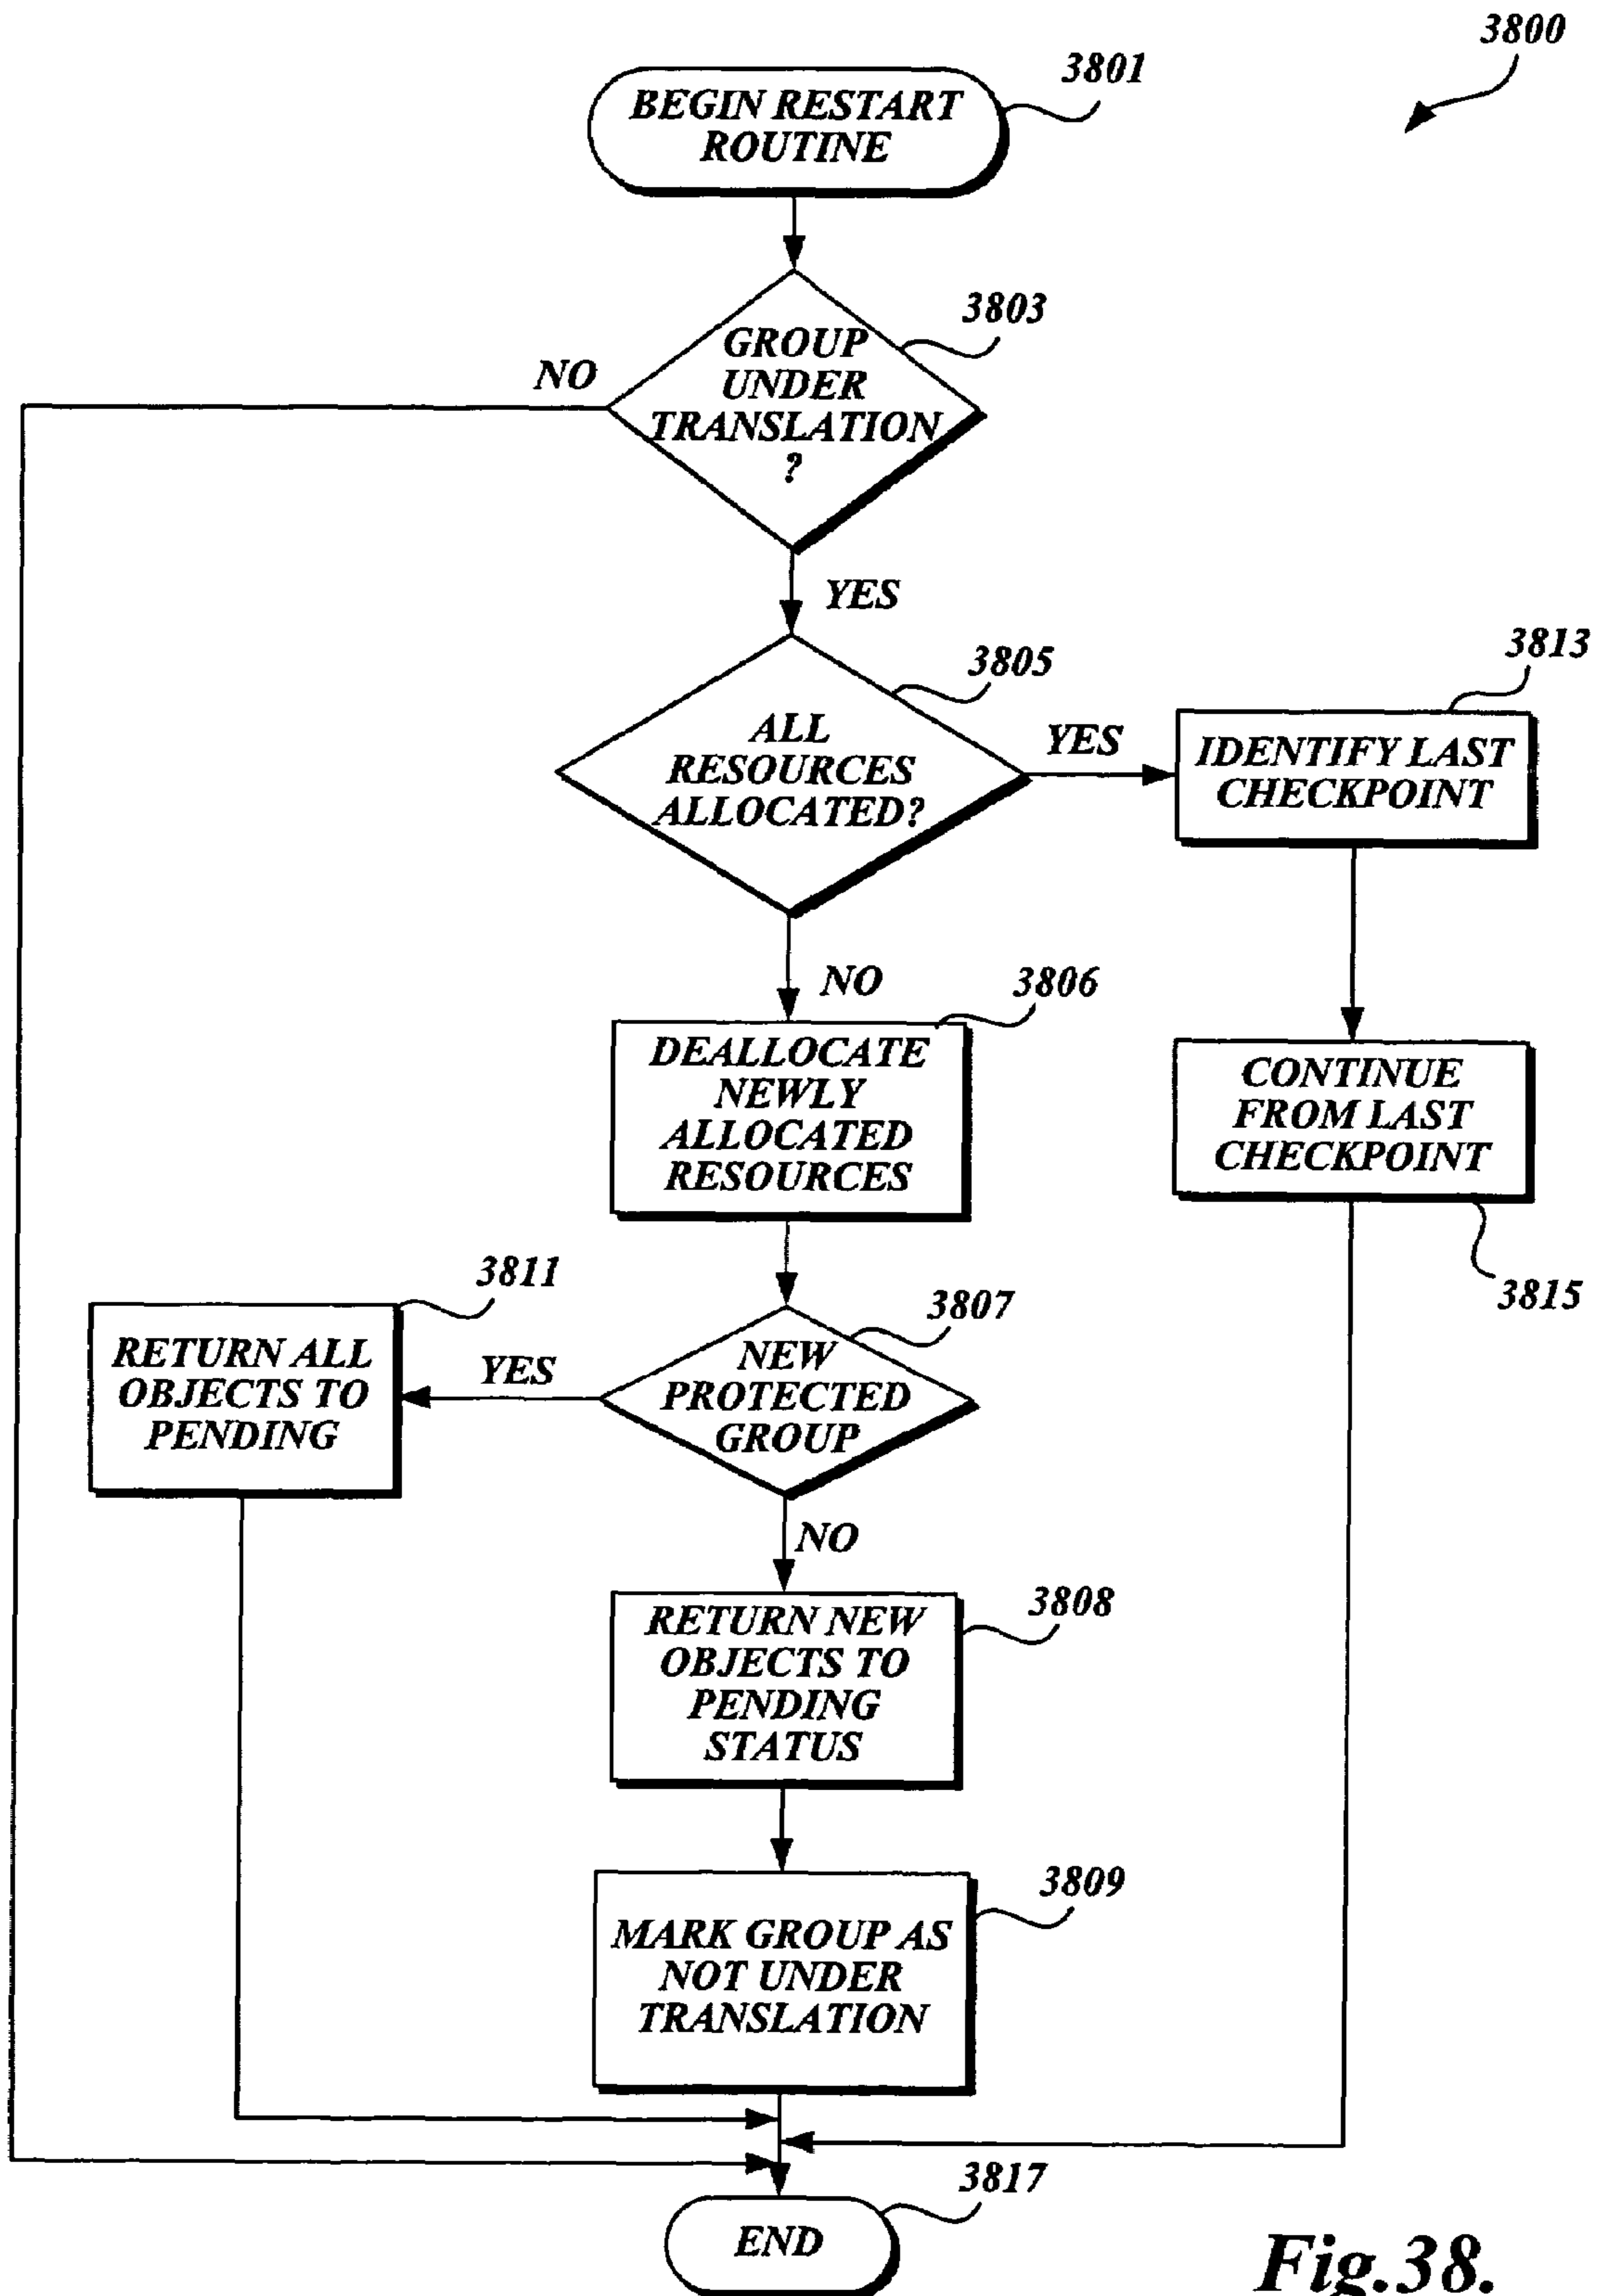 3800
3801
BEGIN RESTART
ROUTINE
3803
GROUP
UNDER
TRANSLATION
?
NO
YES
3805
ALL
RESOURCES
ALLOCATED?
YES
3813
IDENTIFY LAST
CHECKPOINT
NO
3806
DEALLOCATE
NEWLY
ALLOCATED
RESOURCES
CONTINUE
FROM LAST
CHECKPOINT
3815
3811
RETURN ALL
OBJECTS TO
PENDING
YES
3807
NEW
PROTECTED
GROUP
NO
3808
RETURN NEW
OBJECTS TO
PENDING
STATUS
3809
MARK GROUP AS
NOT UNDER
TRANSLATION
3817
END
Fig.38.